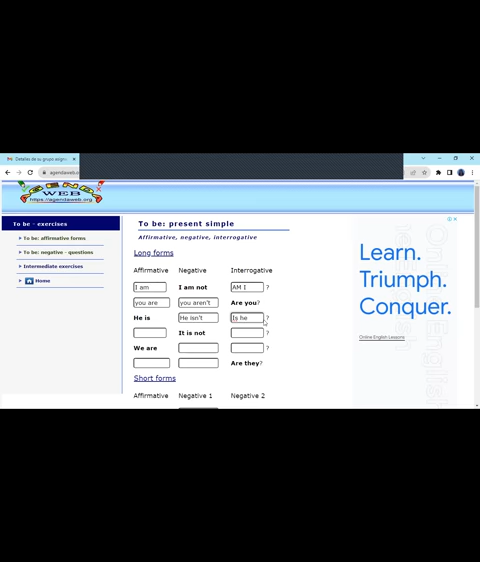 Detalles de su grupo asigna
agendaweb.o
WEB
https://agendaweb.org
To be - exercises
To be: affirmative forms
To be: negative - questions
Intermediate exercises
Home
To be: present simple
Affirmative, negative, interrogative
Long forms
Affirmative Negative Interrogative
I am I am not AM I ?
you are you aren't Are you?
He is He isn't Is he ?
It is not ?
We are ?
Are they?
Short forms
Affirmative Negative 1 Negative 2
Learn.
Triumph.
Conquer.
Online English Lessons